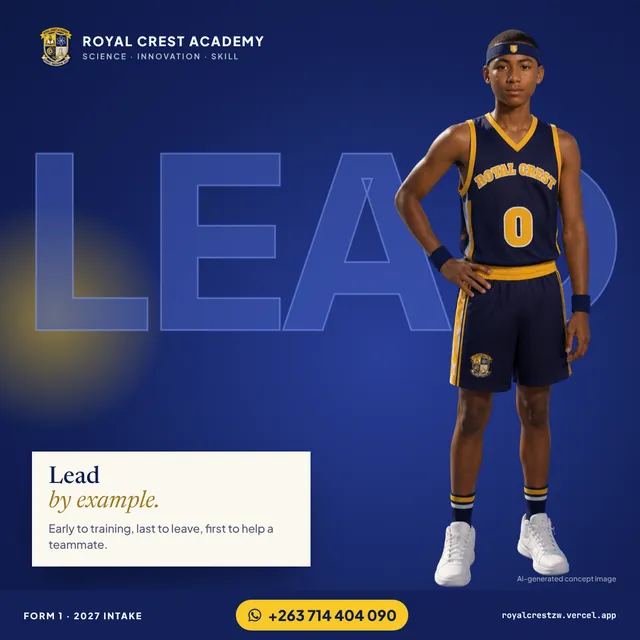 ROYAL CREST ACADEMY
SCIENCE · INNOVATION · SKILL
LEAD
ROYAL CREST
0
Lead
by example.
Early to training, last to leave, first to help a
teammate.
AI-generated concept image
FORM 1 · 2027 INTAKE
+263 714 404 090
royalcrestzw.vercel.app